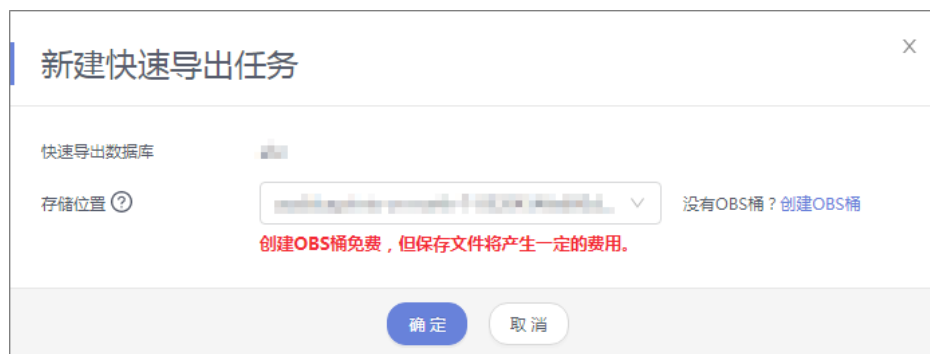 新建快速导出任务
快速导出数据库
存储位置 ?
没有OBS桶？创建OBS桶
创建OBS桶免费，但保存文件将产生一定的费用。
确定 取消